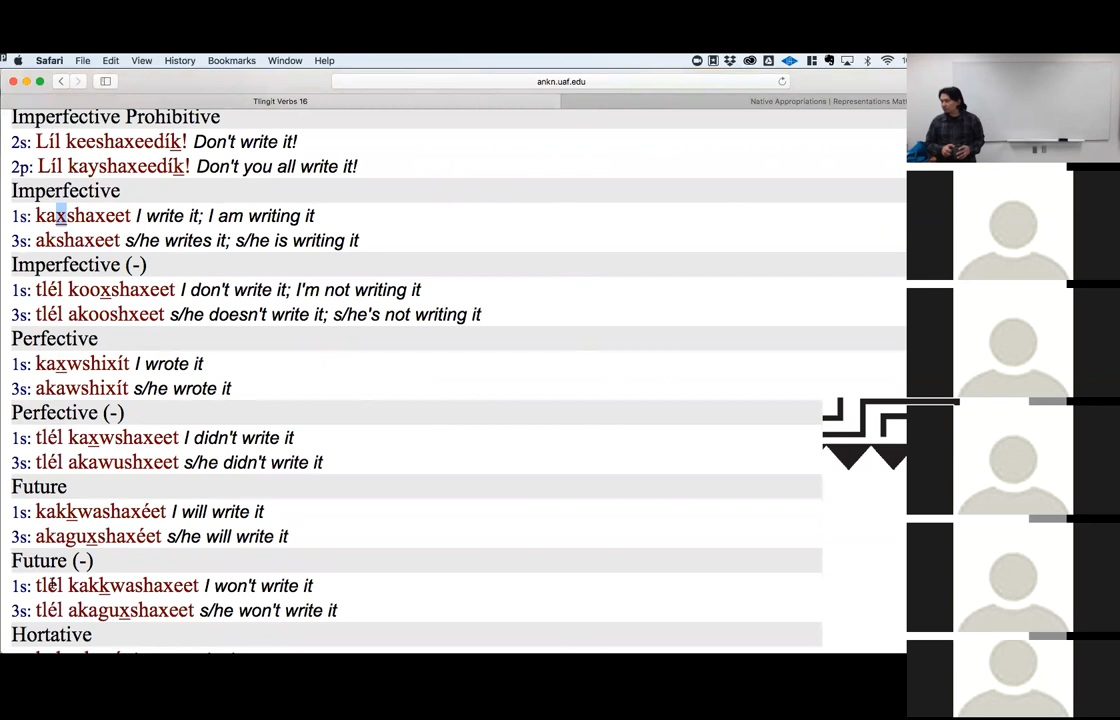 Safari File Edit View History Bookmarks Window Help
ankn.uaf.edu
Tlingit Verbs 16
Native Appropriations | Representations Matt
Imperfective Prohibitive
2s: Líl keeshaxeedíḵ! Don't write it!
2p: Líl kayshaxeedíḵ! Don't you all write it!
Imperfective
1s: kax̲shaxeet I write it; I am writing it
3s: akshaxeet s/he writes it; s/he is writing it
Imperfective (-)
1s: tlél koox̲shaxeet I don't write it; I'm not writing it
3s: tlél akooshxeet s/he doesn't write it; s/he's not writing it
Perfective
1s: kax̲wshixít I wrote it
3s: akawshixít s/he wrote it
Perfective (-)
1s: tlél kax̲wshaxeet I didn't write it
3s: tlél akawushxeet s/he didn't write it
Future
1s: kakḵwashaxéet I will write it
3s: akagux̲shaxéet s/he will write it
Future (-)
1s: tlél kakḵwashaxeet I won't write it
3s: tlél akagux̲shaxeet s/he won't write it
Hortative